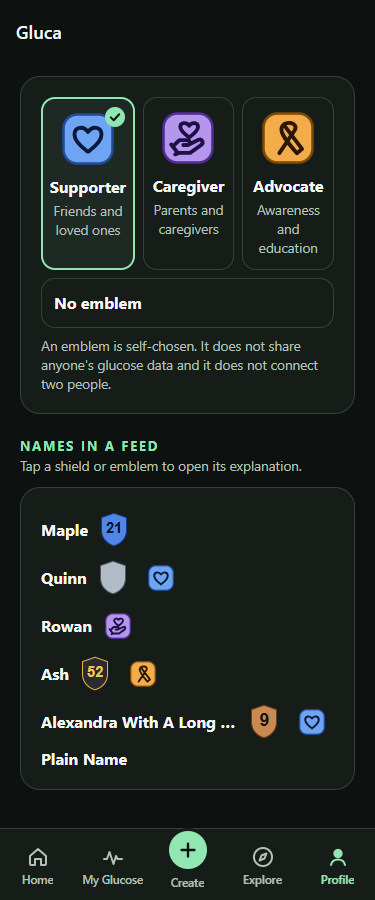 Gluca
Supporter
Friends and
loved ones
Caregiver
Parents and
caregivers
Advocate
Awareness
and
education
No emblem
An emblem is self-chosen. It does not share
anyone's glucose data and it does not connect
two people.
NAMES IN A FEED
Tap a shield or emblem to open its explanation.
Maple 21
Quinn
Rowan
Ash 52
Alexandra With A Long ... 9
Plain Name
Home
My Glucose
Create
Explore
Profile